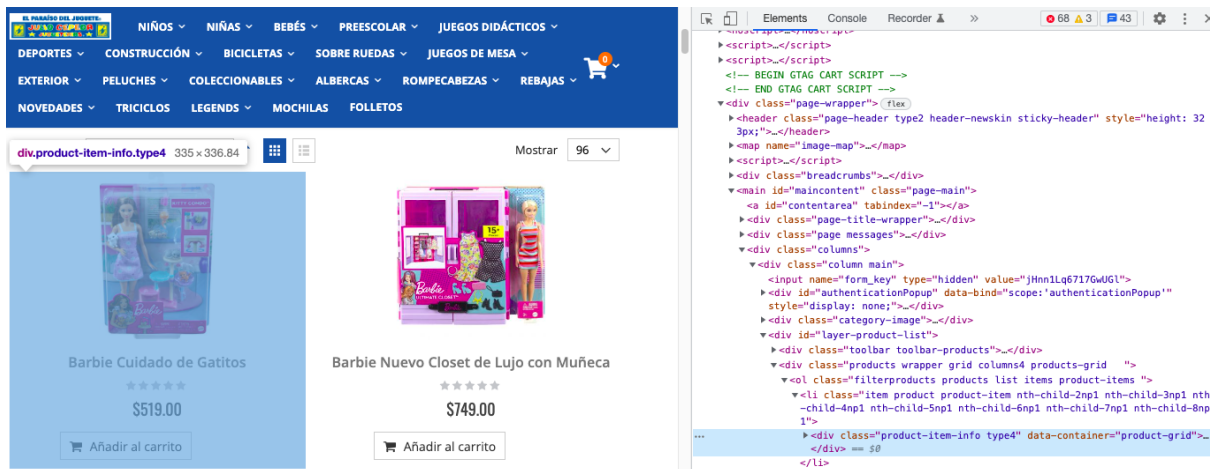 EL PARAÍSO DEL JUGUETE
NIÑOS
NIÑAS
BEBÉS
PREESCOLAR
JUEGOS DIDÁCTICOS
DEPORTES
CONSTRUCCIÓN
BICICLETAS
SOBRE RUEDAS
JUEGOS DE MESA
EXTERIOR
PELUCHES
COLECCIONABLES
ALBERCAS
ROMPECABEZAS
REBAJAS
0
NOVEDADES
TRICICLOS
LEGENDS
MOCHILAS
FOLLETOS
div.product-item-info.type4 335 × 336.84
Mostrar 96
15+
Barbie
Barbie
ULTIMATE CLOSET
Barbie Cuidado de Gatitos
$519.00
Añadir al carrito
Barbie Nuevo Closet de Lujo con Muñeca
$749.00
Añadir al carrito
Elements Console Recorder » 68 3 43
<script>…</script>
<script>…</script>
<!-- BEGIN GTAG CART SCRIPT -->
<!-- END GTAG CART SCRIPT -->
<div class="page-wrapper"> flex
<header class="page-header type2 header-newskin sticky-header" style="height: 32
3px;">…</header>
<map name="image-map">…</map>
<script>…</script>
<div class="breadcrumbs">…</div>
<main id="maincontent" class="page-main">
<a id="contentarea" tabindex="-1"></a>
<div class="page-title-wrapper">…</div>
<div class="page messages">…</div>
<div class="columns">
<div class="column main">
<input name="form_key" type="hidden" value="jHnn1Lq6717GwUGl">
<div id="authenticationPopup" data-bind="scope:'authenticationPopup'"
style="display: none;">…</div>
<div class="category-image">…</div>
<div id="layer-product-list">
<div class="toolbar toolbar-products">…</div>
<div class="products wrapper grid columns4 products-grid ">
<ol class="filterproducts products list items product-items ">
<li class="item product product-item nth-child-2np1 nth-child-3np1 nth
-child-4np1 nth-child-5np1 nth-child-6np1 nth-child-7np1 nth-child-8np
1">
<div class="product-item-info type4" data-container="product-grid">…
</div> == $0
</li>